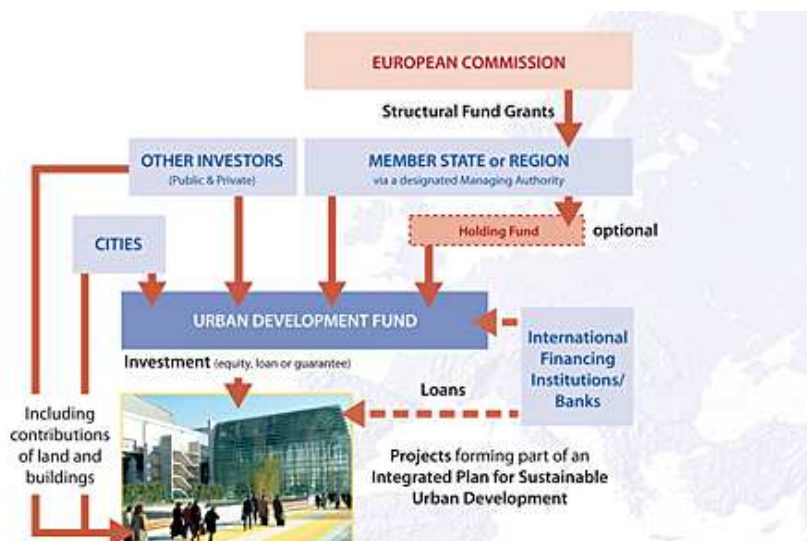 EUROPEAN COMMISSION
Structural Fund Grants
OTHER INVESTORS
(Public & Private)
MEMBER STATE or REGION
via a designated Managing Authority
Holding Fund
optional
CITIES
URBAN DEVELOPMENT FUND
Investment (equity, loan or guarantee)
International
Financing
Institutions/
Banks
Loans
Including
contributions
of land and
buildings
Projects forming part of an
Integrated Plan for Sustainable
Urban Development